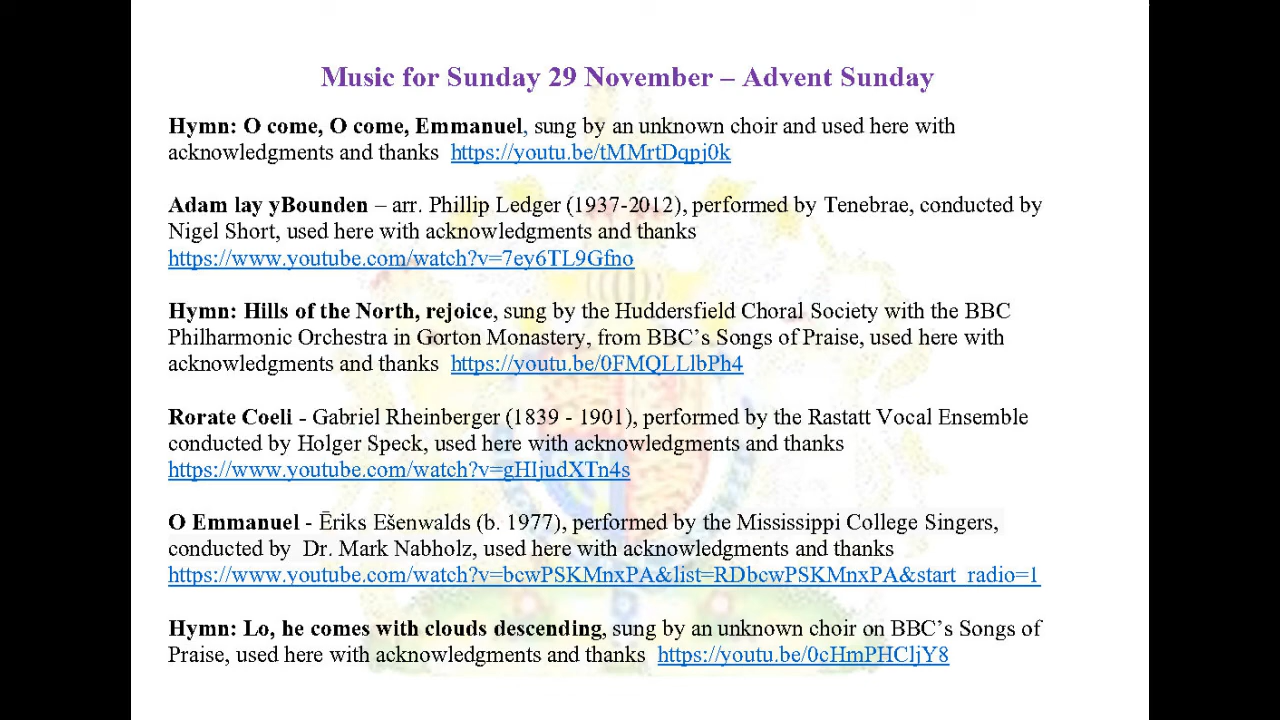 Music for Sunday 29 November – Advent Sunday
Hymn: O come, O come, Emmanuel, sung by an unknown choir and used here with
acknowledgments and thanks https://youtu.be/tMMrtDqpj0k
Adam lay yBounden – arr. Phillip Ledger (1937-2012), performed by Tenebrae, conducted by
Nigel Short, used here with acknowledgments and thanks
https://www.youtube.com/watch?v=7ey6TL9Gfno
Hymn: Hills of the North, rejoice, sung by the Huddersfield Choral Society with the BBC
Philharmonic Orchestra in Gorton Monastery, from BBC’s Songs of Praise, used here with
acknowledgments and thanks https://youtu.be/0FMQLLlbPh4
Rorate Coeli - Gabriel Rheinberger (1839 - 1901), performed by the Rastatt Vocal Ensemble
conducted by Holger Speck, used here with acknowledgments and thanks
https://www.youtube.com/watch?v=gHIjudXTn4s
O Emmanuel - Ēriks Ešenwalds (b. 1977), performed by the Mississippi College Singers,
conducted by Dr. Mark Nabholz, used here with acknowledgments and thanks
https://www.youtube.com/watch?v=bcwPSKMnxPA&list=RDbcwPSKMnxPA&start_radio=1
Hymn: Lo, he comes with clouds descending, sung by an unknown choir on BBC’s Songs of
Praise, used here with acknowledgments and thanks https://youtu.be/0cHmPHCljY8